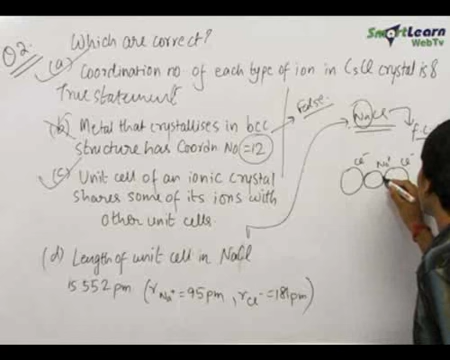 SmartLearn
WebTv
Q2. Which are correct?
(a) Coordination no of each type of ion in CsCl crystal is 8
True statement
(b) Metal that crystallises in bcc
structure has Coordn No =12
False
(c) Unit cell of an ionic crystal
shares some of its ions with
other unit cells.
(d) Length of unit cell in NaCl
is 552 pm (rNa+ = 95pm, rCl- = 181pm)
NaCl
f.c
Cl- Na+ Cl-